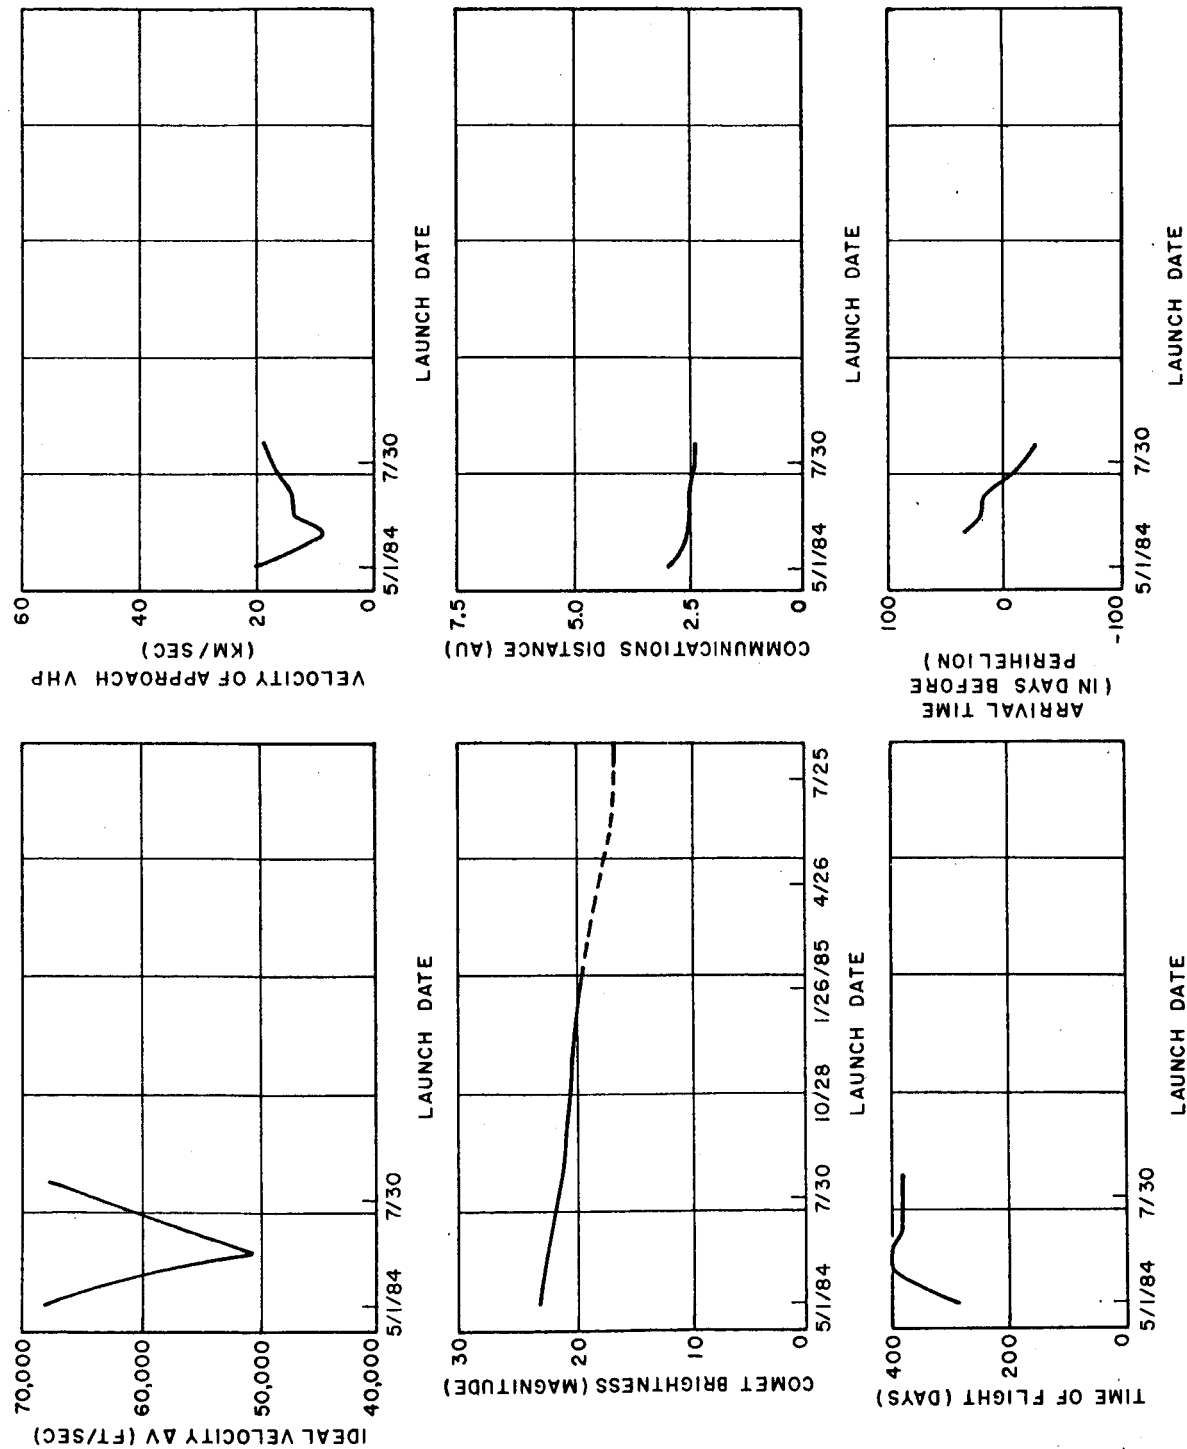 70,000
60,000
50,000
40,000
IDEAL VELOCITY ΔV (FT/SEC)
5/1/84
7/30
LAUNCH DATE
60
40
20
0
VELOCITY OF APPROACH VHP
(KM/SEC)
5/1/84
7/30
LAUNCH DATE
30
20
10
0
COMET BRIGHTNESS (MAGNITUDE)
5/1/84
7/30
10/28
1/26/85
4/26
7/25
LAUNCH DATE
7.5
5.0
2.5
0
COMMUNICATIONS DISTANCE (AU)
5/1/84
7/30
LAUNCH DATE
400
200
0
TIME OF FLIGHT (DAYS)
5/1/84
7/30
LAUNCH DATE
100
0
-100
ARRIVAL TIME
(IN DAYS BEFORE
PERIHELION)
5/1/84
7/30
LAUNCH DATE